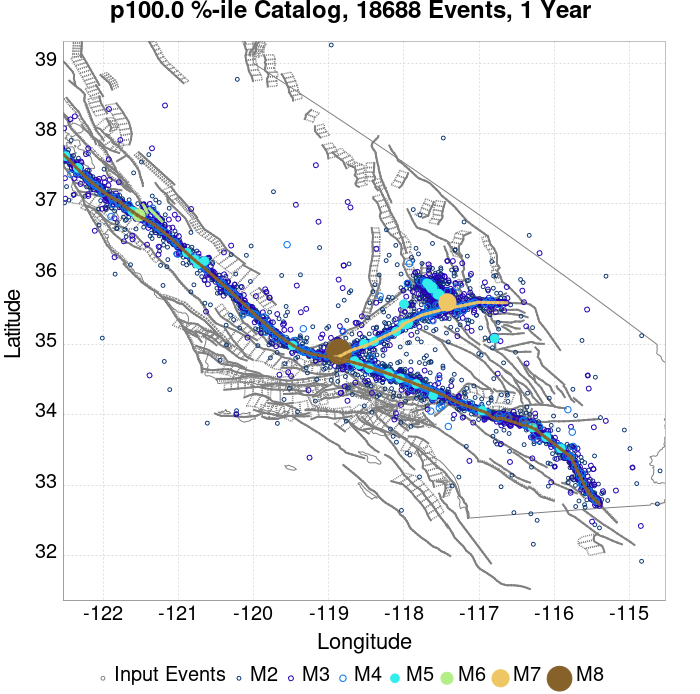 p100.0 %-ile Catalog, 18688 Events, 1 Year
39
38
37
36
35
34
33
32
Latitude
-122 -121 -120 -119 -118 -117 -116 -115
Longitude
Input Events M2 M3 M4 M5 M6 M7 M8